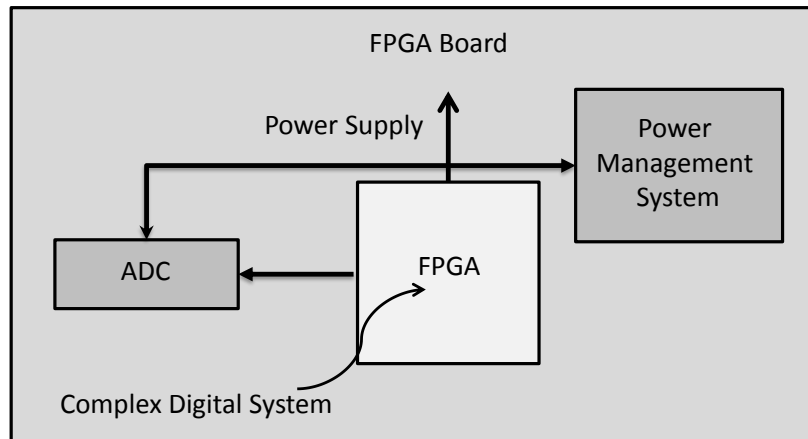 FPGA Board
Power Supply
Power
Management
System
ADC
FPGA
Complex Digital System